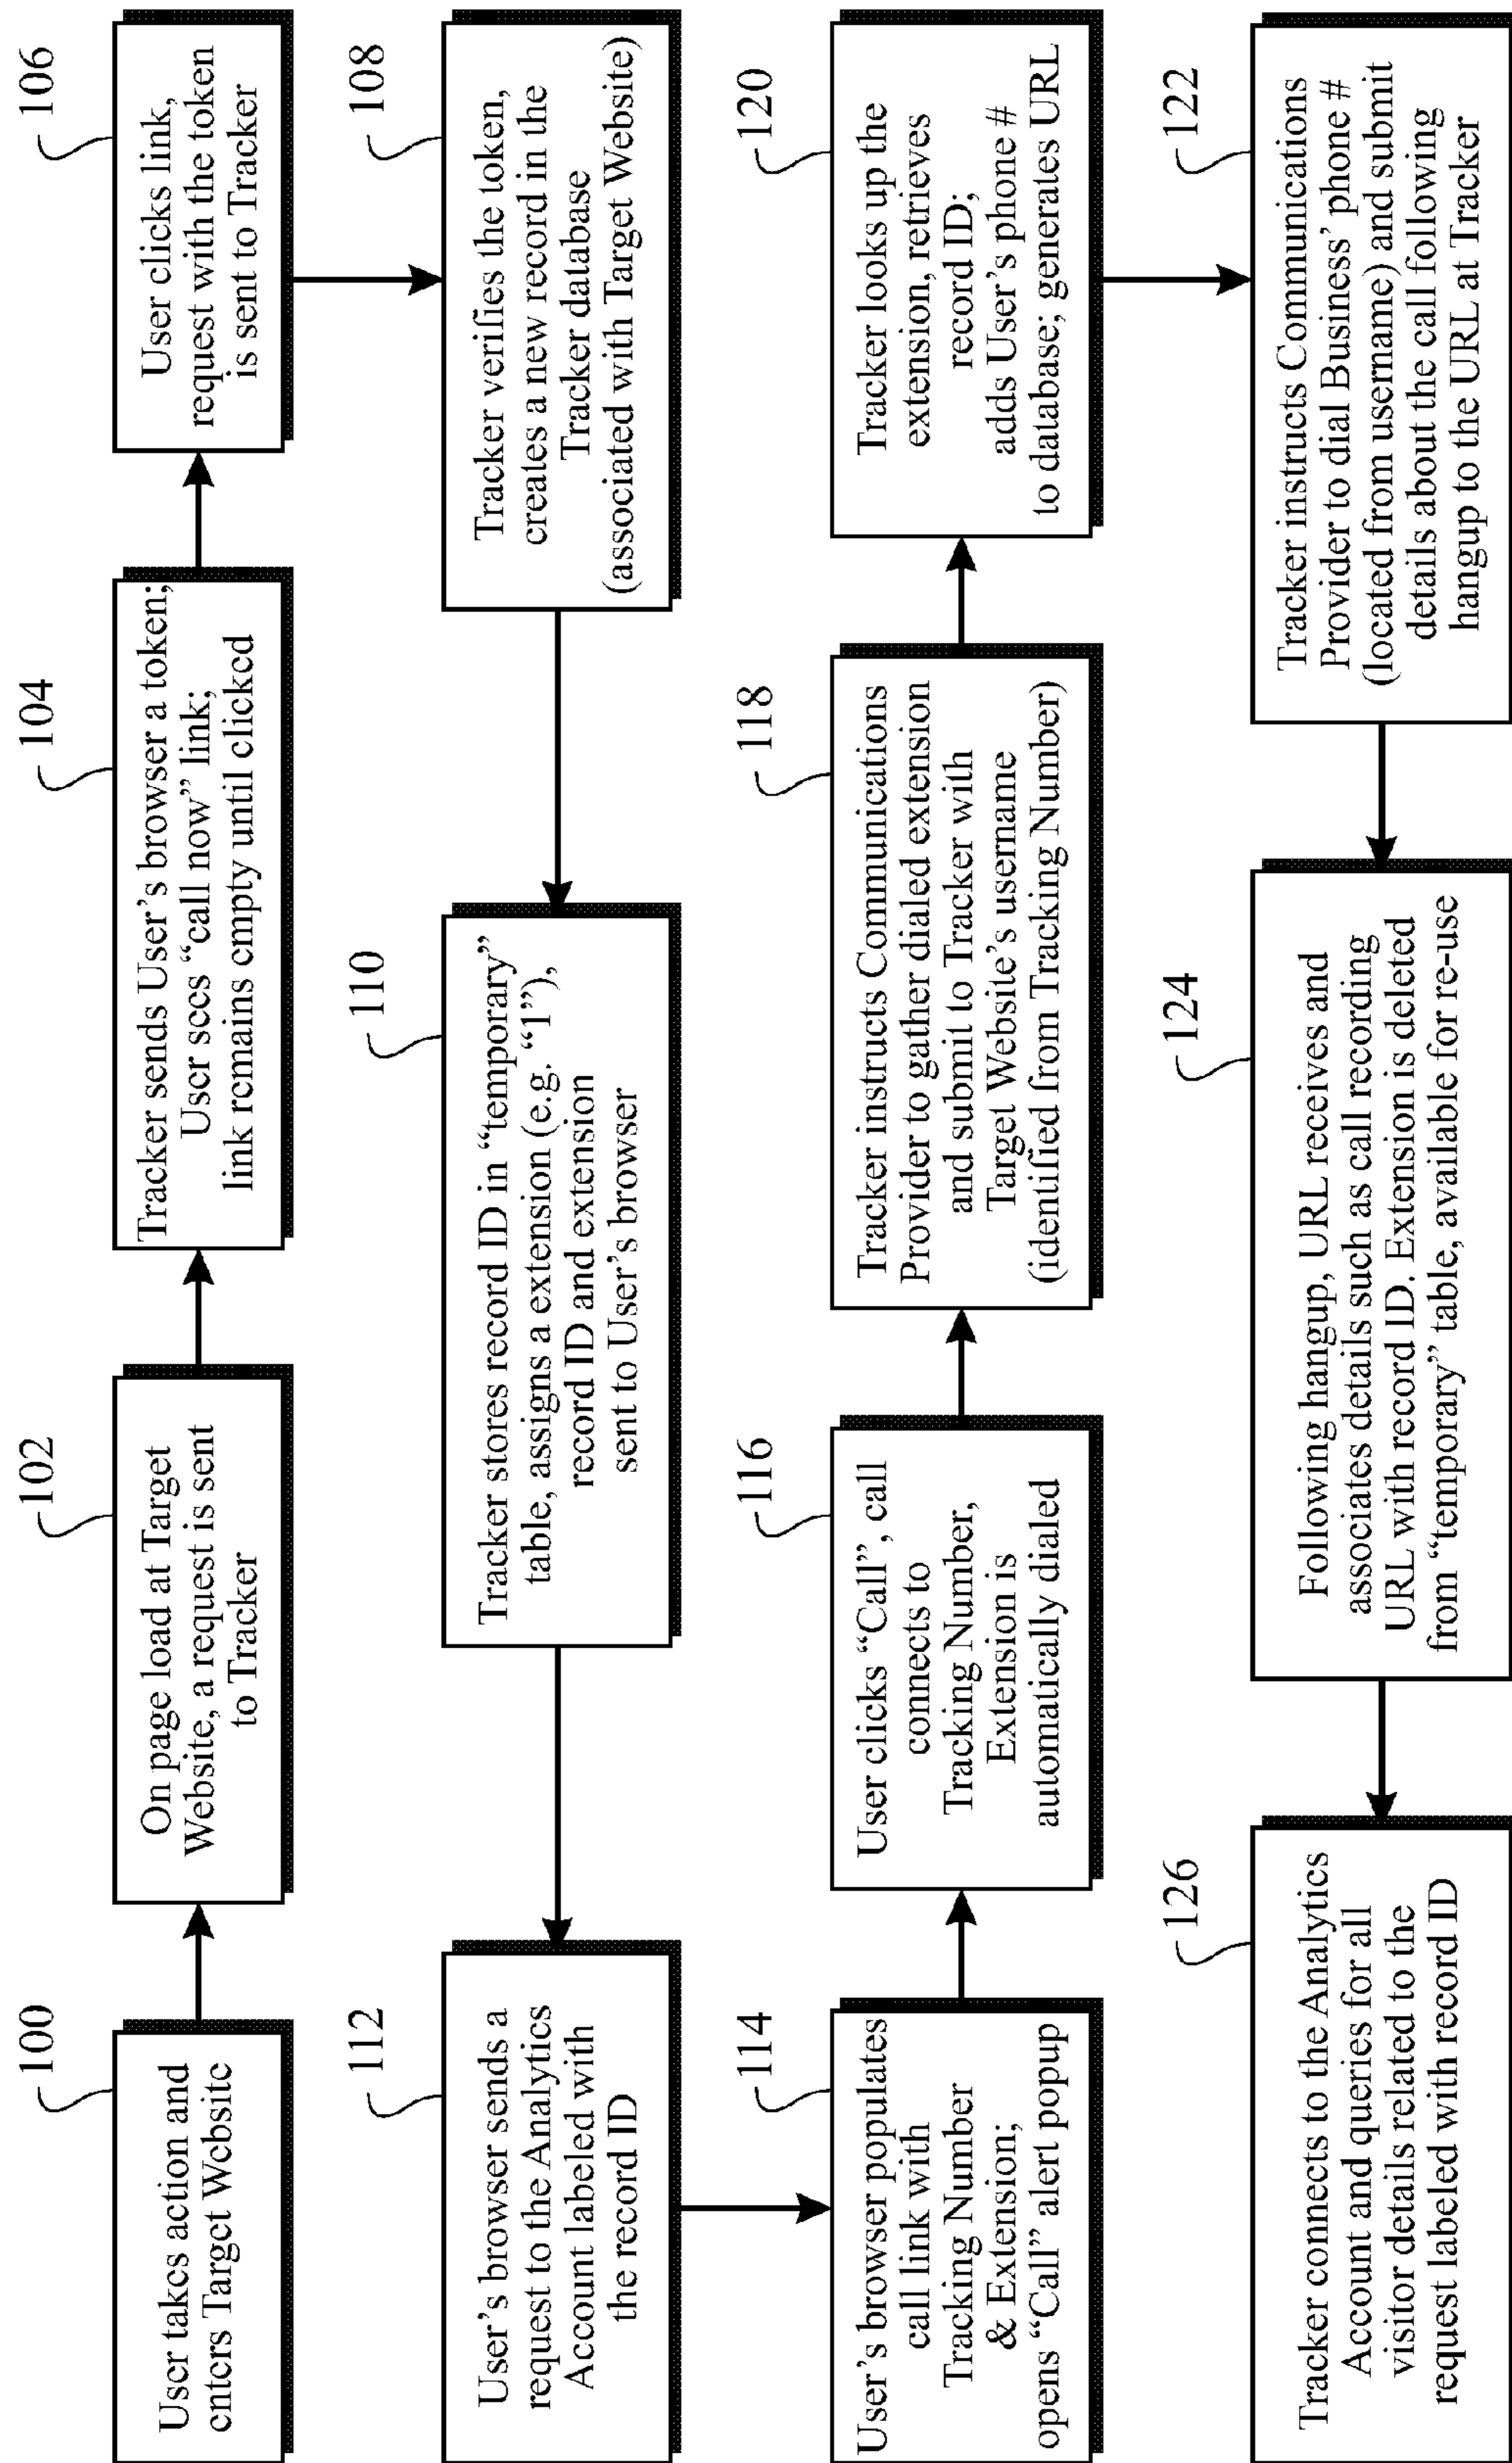 100
User takes action and
enters Target Website
102
On page load at Target
Website, a request is sent
to Tracker
104
Tracker sends User's browser a token;
User sees “call now” link;
link remains empty until clicked
106
User clicks link,
request with the token
is sent to Tracker
108
Tracker verifies the token,
creates a new record in the
Tracker database
(associated with Target Website)
110
Tracker stores record ID in “temporary”
table, assigns a extension (e.g. “1”),
record ID and extension
sent to User's browser
112
User's browser sends a
request to the Analytics
Account labeled with
the record ID
114
User's browser populates
call link with
Tracking Number
& Extension;
opens “Call” alert popup
116
User clicks “Call”, call
connects to
Tracking Number,
Extension is
automatically dialed
118
Tracker instructs Communications
Provider to gather dialed extension
and submit to Tracker with
Target Website's username
(identified from Tracking Number)
120
Tracker looks up the
extension, retrieves
record ID;
adds User's phone #
to database; generates URL
122
Tracker instructs Communications
Provider to dial Business' phone #
(located from username) and submit
details about the call following
hangup to the URL at Tracker
124
Following hangup, URL receives and
associates details such as call recording
URL with record ID. Extension is deleted
from “temporary” table, available for re-use
126
Tracker connects to the Analytics
Account and queries for all
visitor details related to the
request labeled with record ID